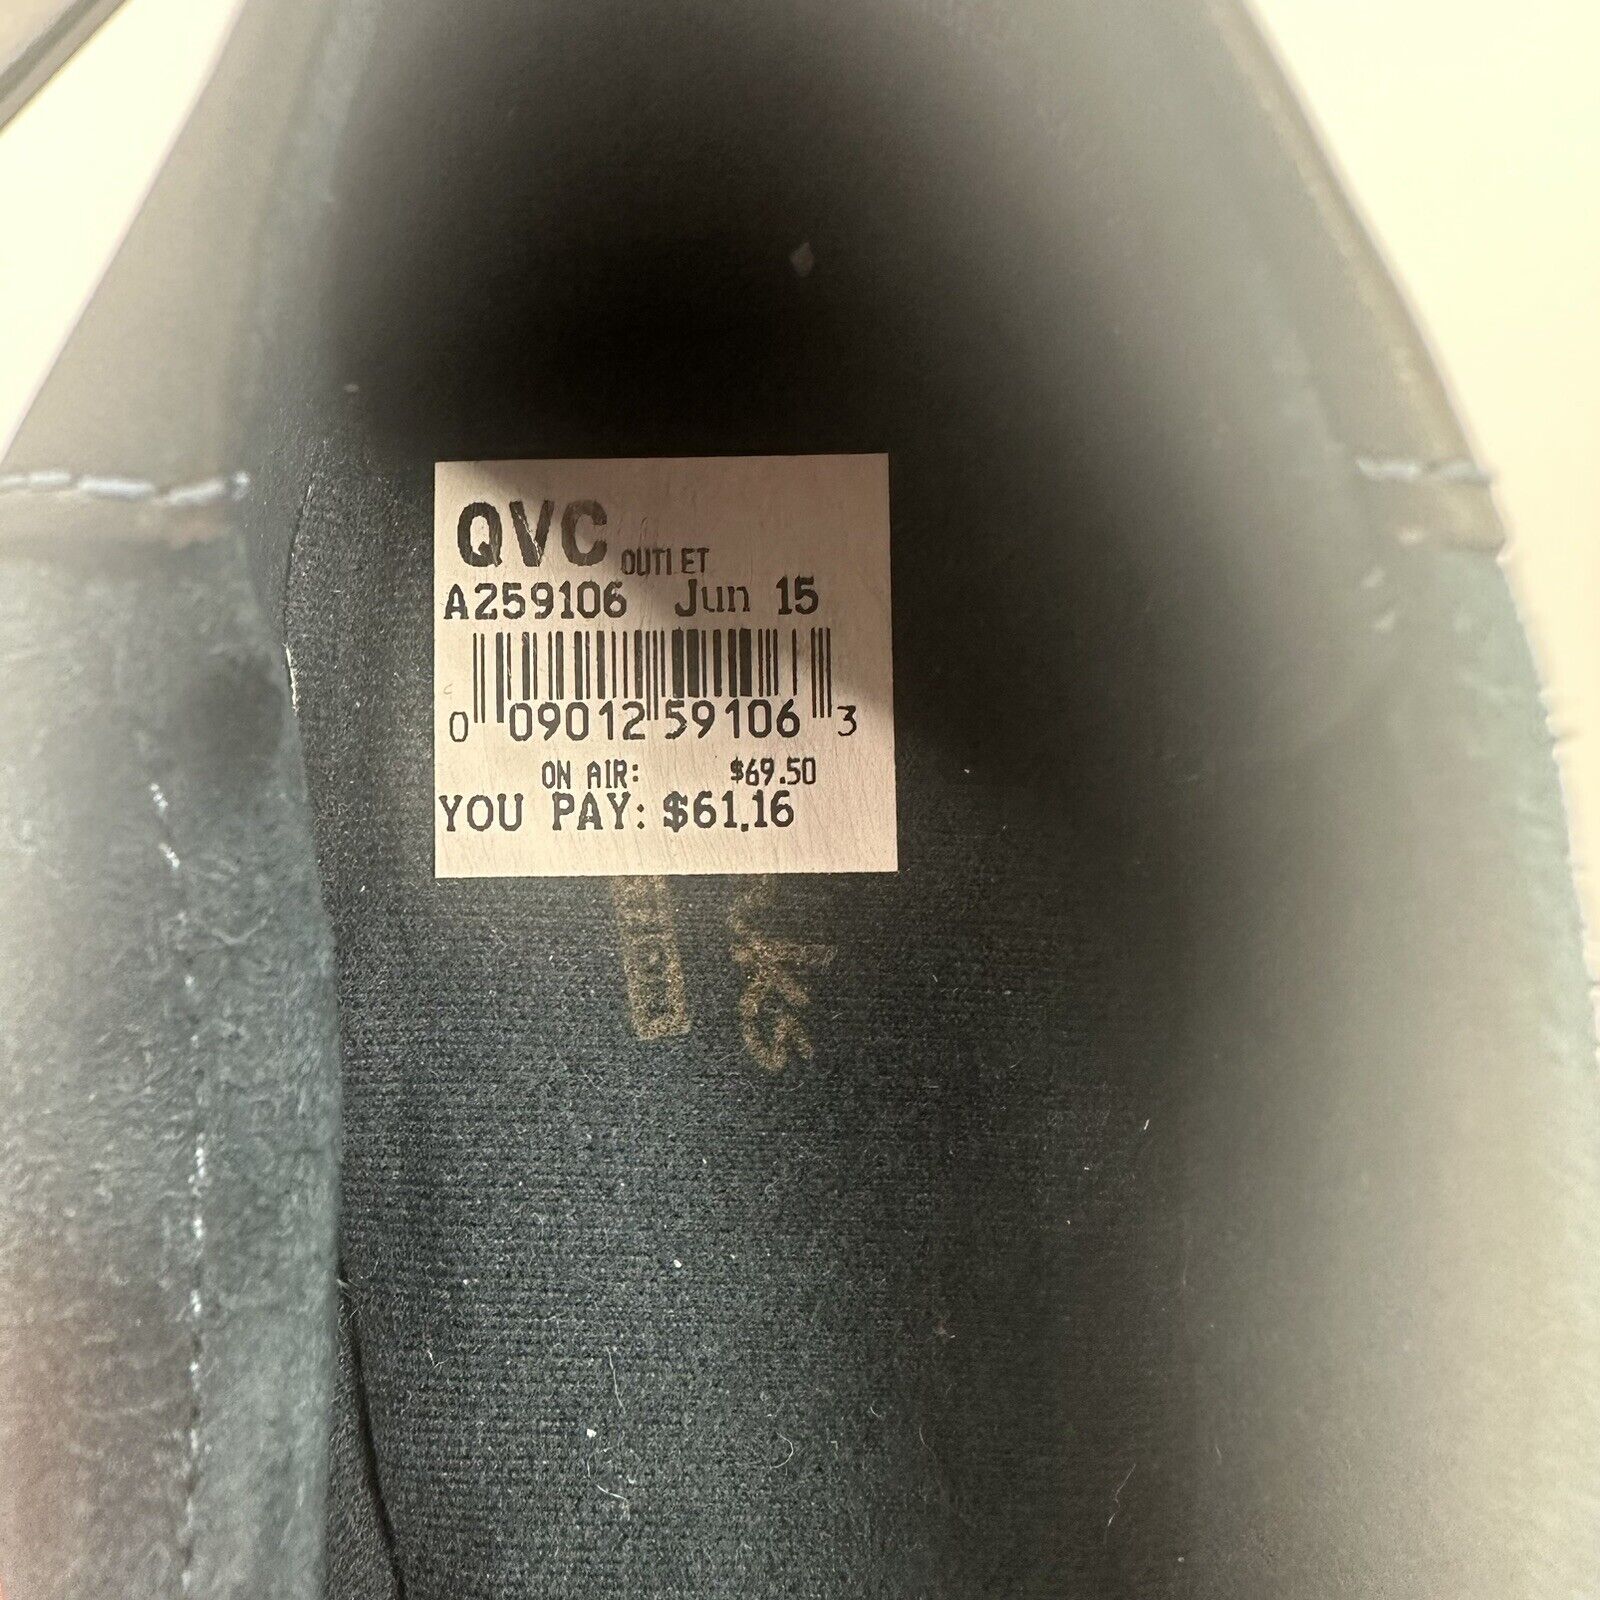 QVC OUTLET
A259106 Jun 15
0 09012 59106 3
ON AIR: $69.50
YOU PAY: $61.16